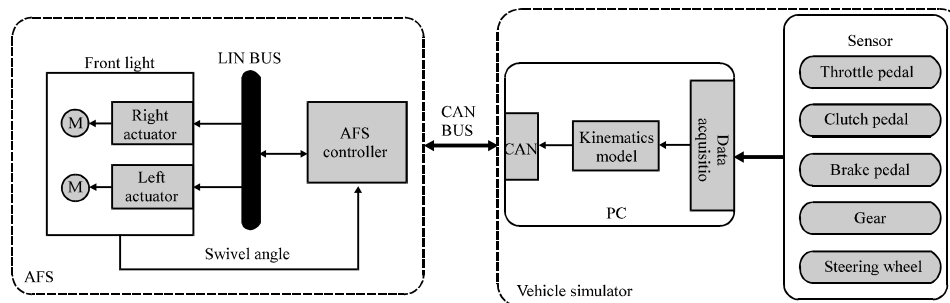 Front light
LIN BUS
M
Right
actuator
M
Left
actuator
AFS
controller
Swivel angle
AFS
CAN
BUS
CAN
Kinematics
model
Data
acquisitio
PC
Vehicle simulator
Sensor
Throttle pedal
Clutch pedal
Brake pedal
Gear
Steering wheel